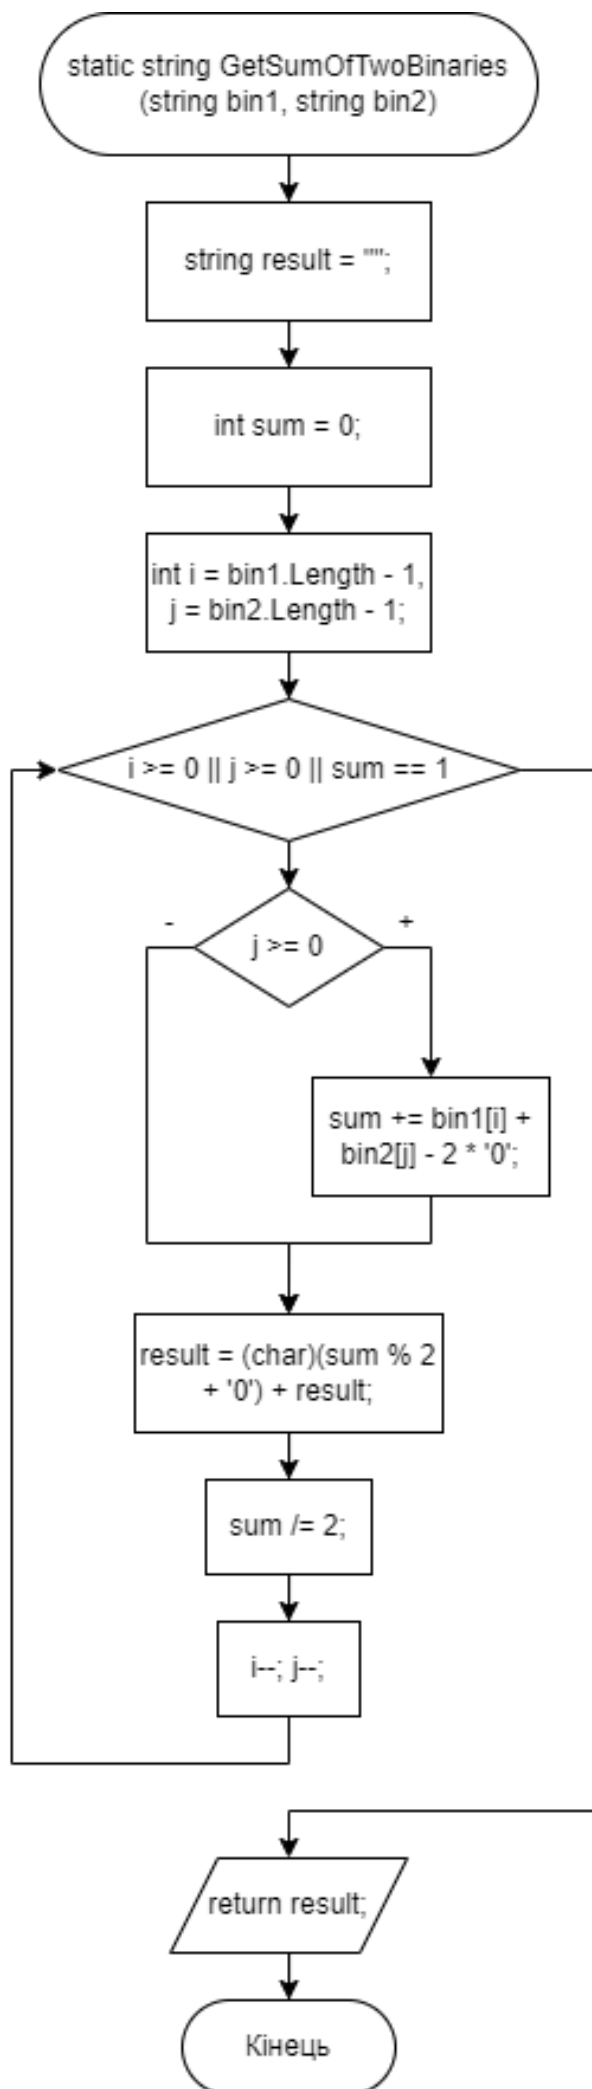 static string GetSumOfTwoBinaries
(string bin1, string bin2)
string result = "";
int sum = 0;
int i = bin1.Length - 1,
j = bin2.Length - 1;
i >= 0 || j >= 0 || sum == 1
-
+
j >= 0
sum += bin1[i] +
bin2[j] - 2 * '0';
result = (char)(sum % 2
+ '0') + result;
sum /= 2;
i--; j--;
return result;
Кінець